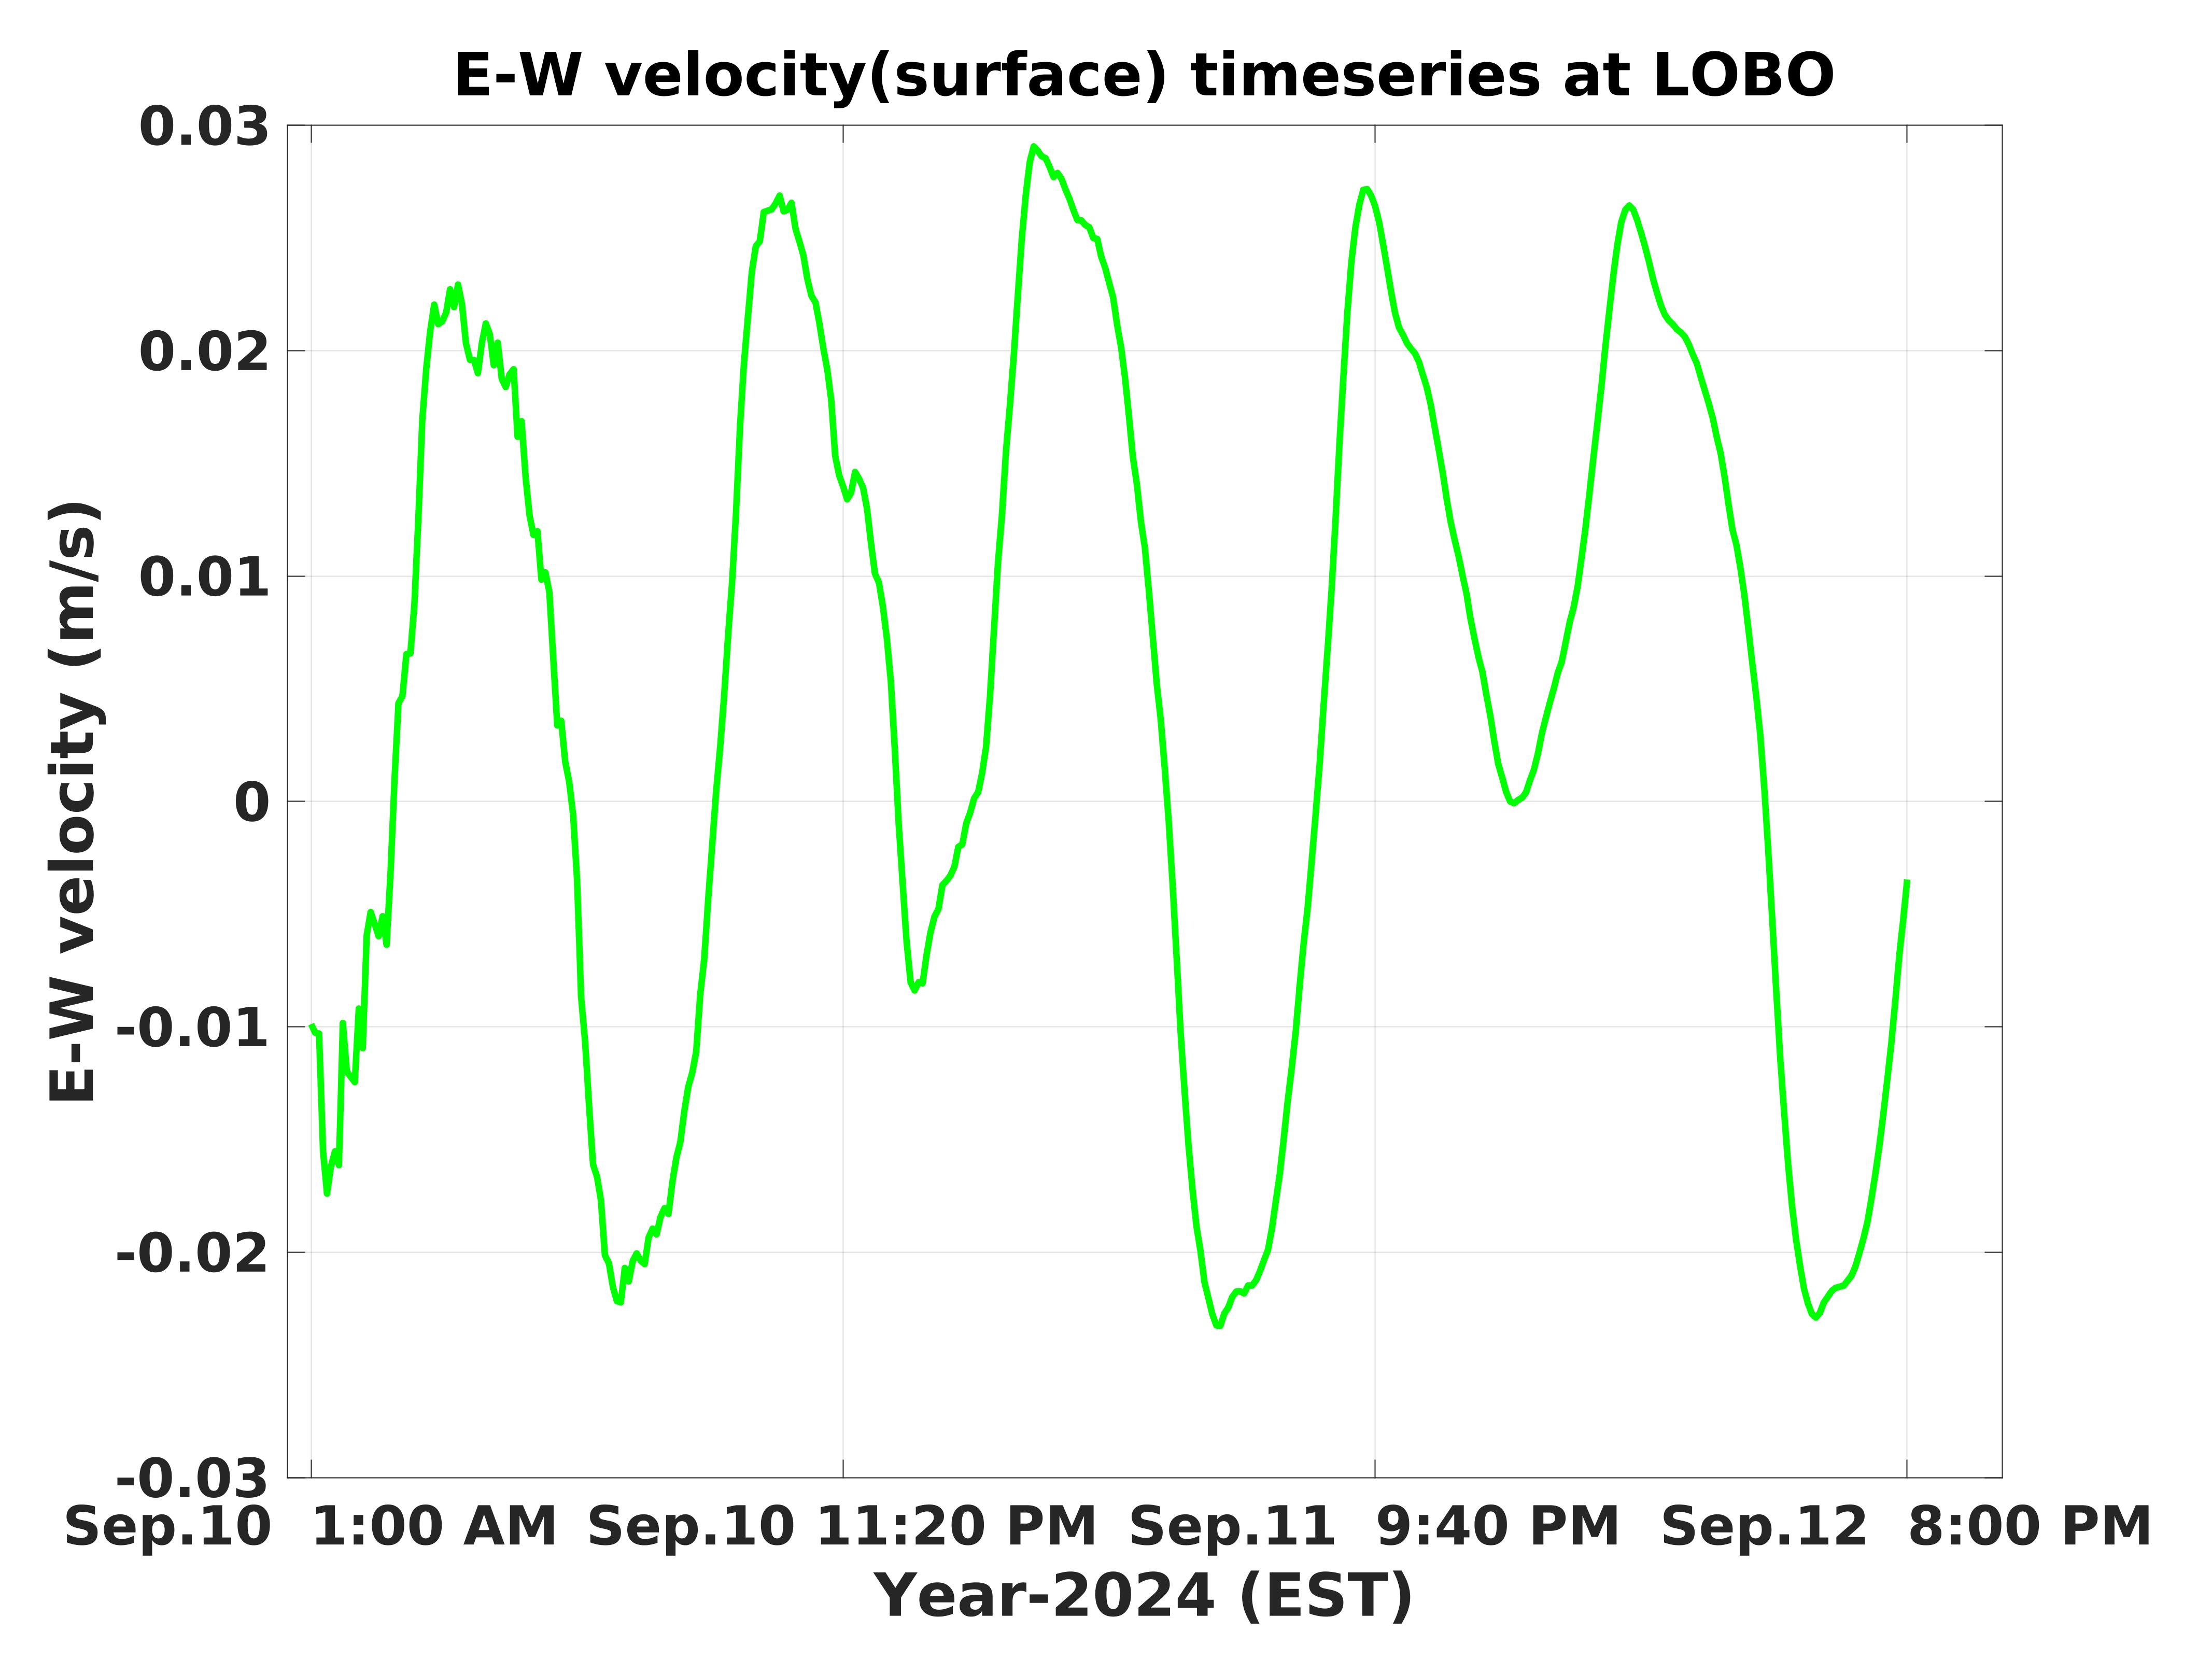 E-W velocity(surface) timeseries at LOBO
E-W velocity (m/s)
0.03
0.02
0.01
0
-0.01
-0.02
-0.03
Sep.10 1:00 AM Sep.10 11:20 PM Sep.11 9:40 PM Sep.12 8:00 PM
Year-2024 (EST)